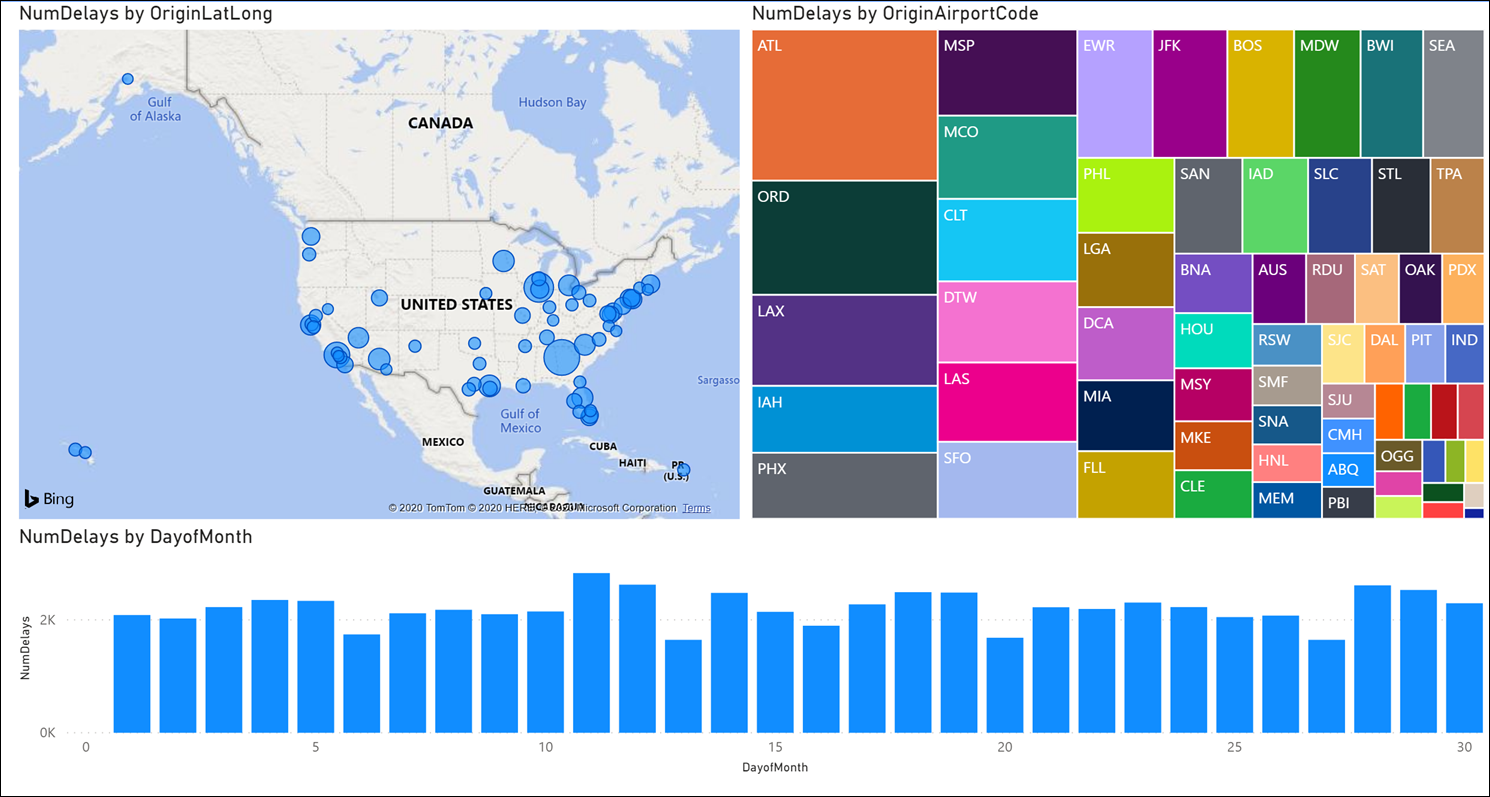 NumDelays by OriginLatLong
Gulf
of Alaska
Hudson Bay
CANADA
UNITED STATES
Sargasso
Gulf of
Mexico
MEXICO
CUBA
HAITI
PR
(U.S.)
GUATEMALA
Bing
© 2020 TomTom © 2020 HERE © 2020 Microsoft Corporation Terms
NumDelays by OriginAirportCode
ATL
ORD
LAX
IAH
PHX
MSP
MCO
CLT
DTW
LAS
SFO
EWR
JFK
BOS
MDW
BWI
SEA
PHL
LGA
DCA
MIA
FLL
SAN
IAD
SLC
STL
TPA
BNA
HOU
MSY
MKE
CLE
AUS
RDU
SAT
OAK
PDX
RSW
SMF
SNA
HNL
MEM
SJC
DAL
PIT
IND
SJU
CMH
ABQ
PBI
OGG
NumDelays by DayofMonth
NumDelays
2K
0K
0 5 10 15 20 25 30
DayofMonth